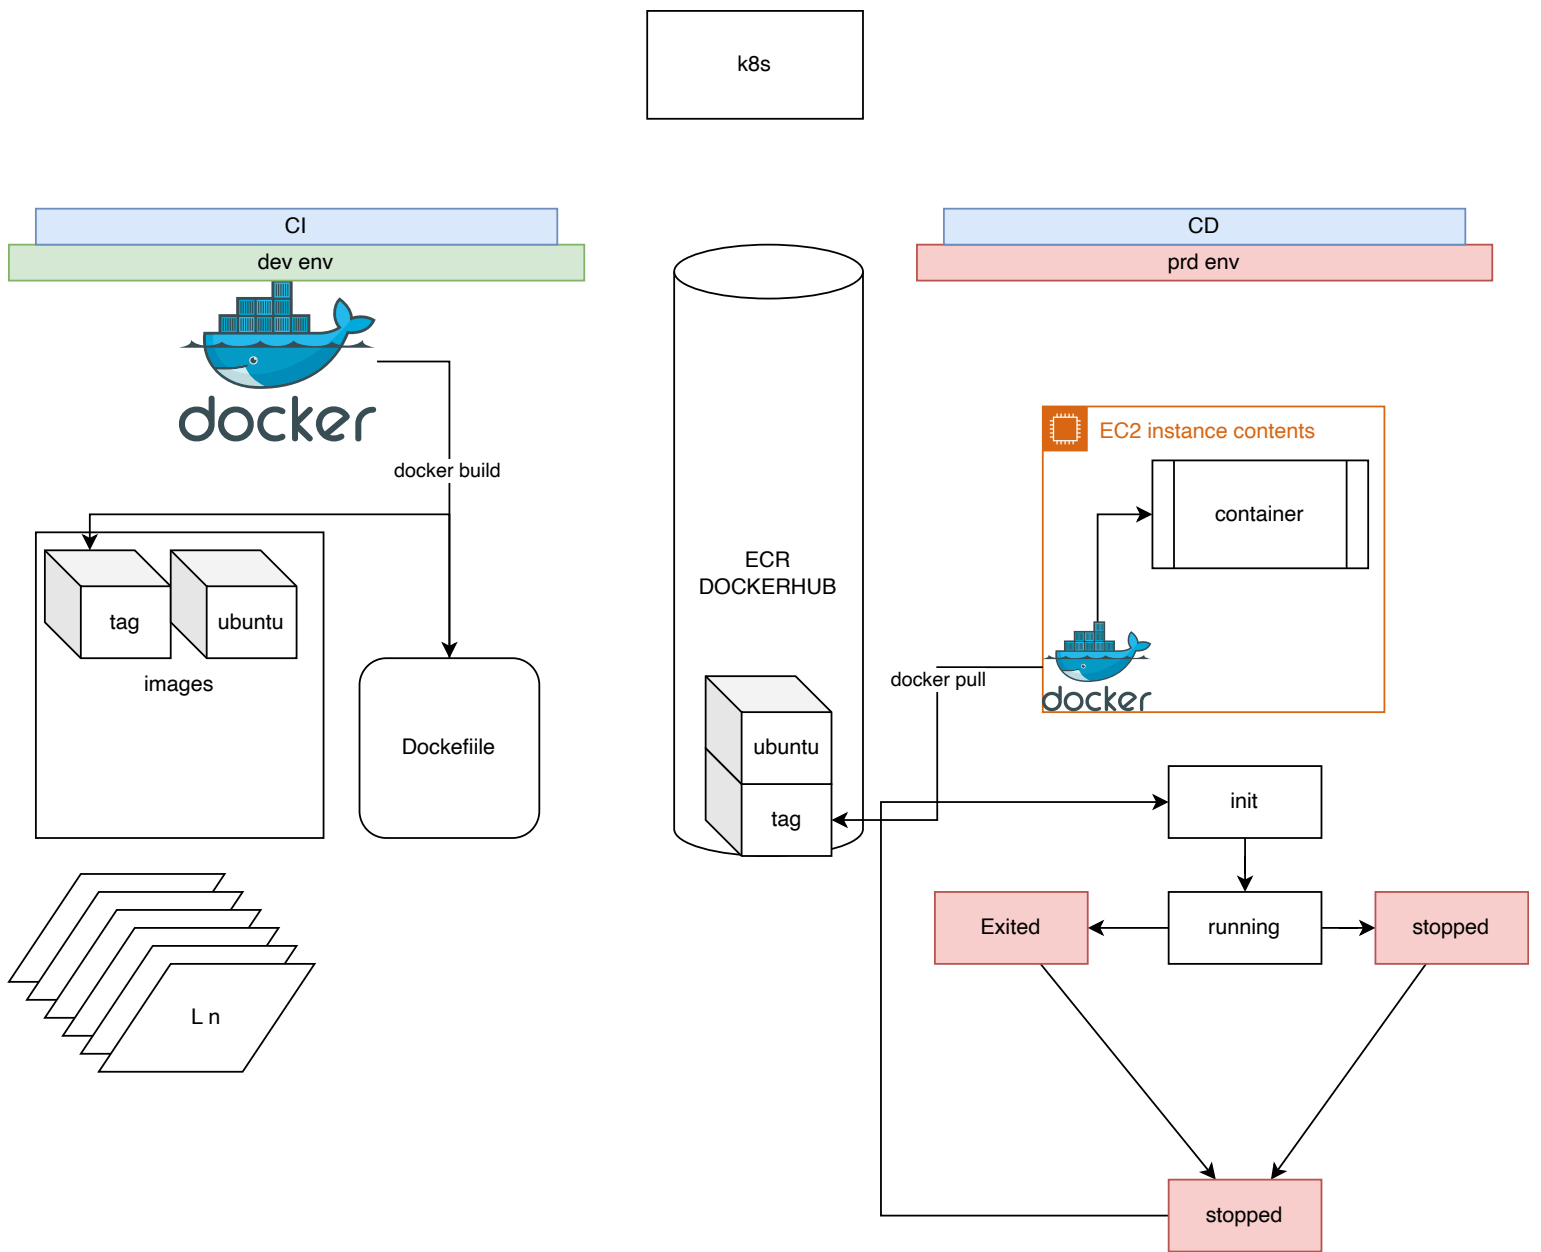 k8s
CI
dev env
docker
docker build
tag
ubuntu
images
Dockefiile
L n
ECR
DOCKERHUB
ubuntu
tag
CD
prd env
EC2 instance contents
container
docker
docker pull
init
Exited
running
stopped
stopped